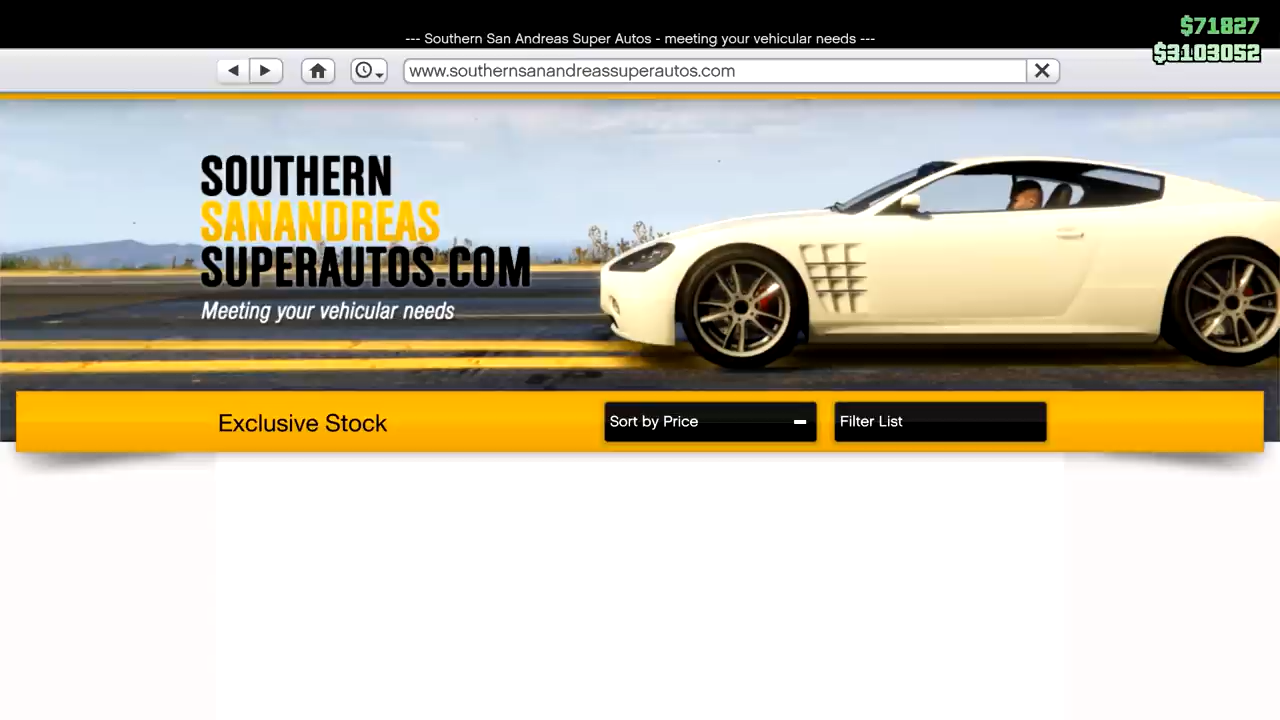 $71827
--- Southern San Andreas Super Autos - meeting your vehicular needs ---
$3103052
www.southernsanandreassuperautos.com
SOUTHERN
SANANDREAS
SUPERAUTOS.COM
Meeting your vehicular needs
Exclusive Stock
Sort by Price
Filter List